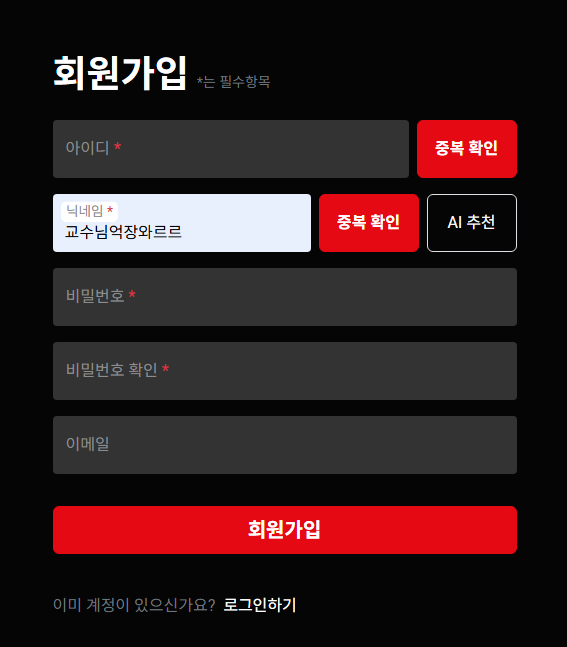 회원가입 *는 필수항목
아이디 * 중복 확인
닉네임 *
교수님억장와르르 중복 확인 AI 추천
비밀번호 *
비밀번호 확인 *
이메일
회원가입
이미 계정이 있으신가요? 로그인하기